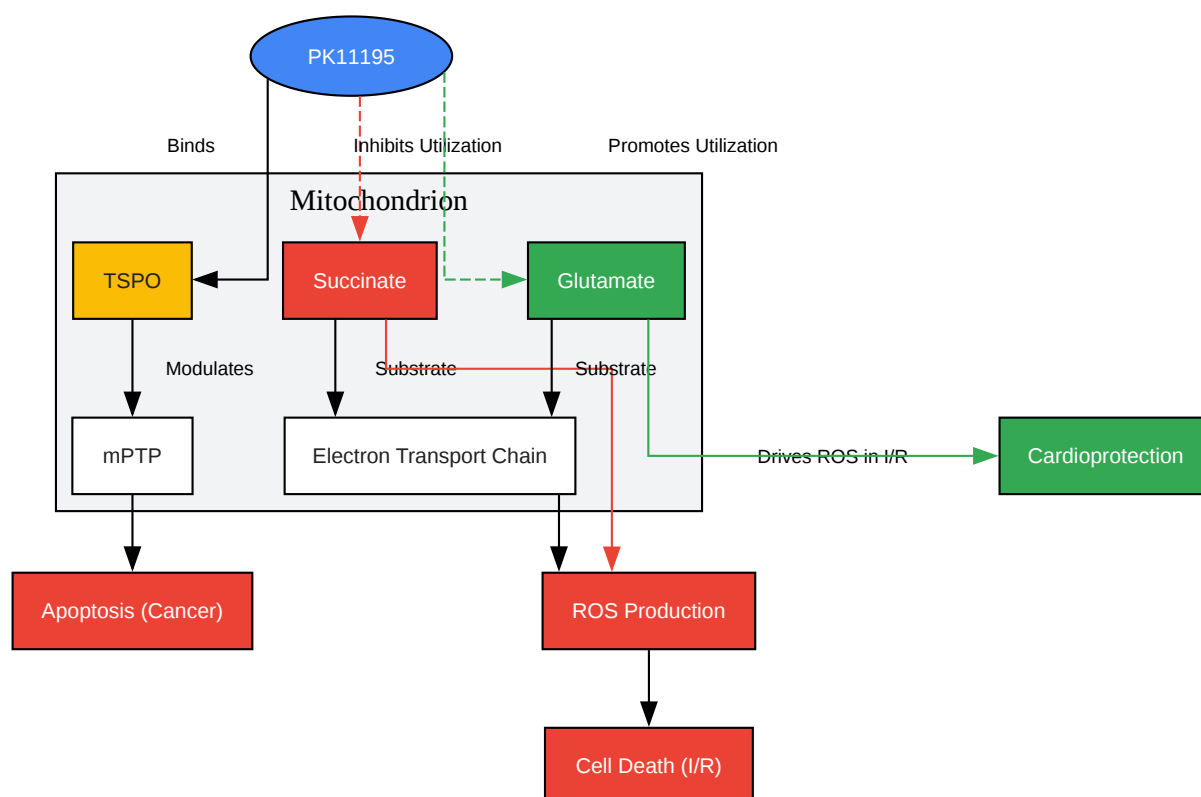 PK11195
Binds
Inhibits Utilization
Promotes Utilization
Mitochondrion
TSPO
Succinate
Glutamate
Modulates
Substrate
Substrate
mPTP
Electron Transport Chain
Drives ROS in I/R
Cardioprotection
Apoptosis (Cancer)
ROS Production
Cell Death (I/R)